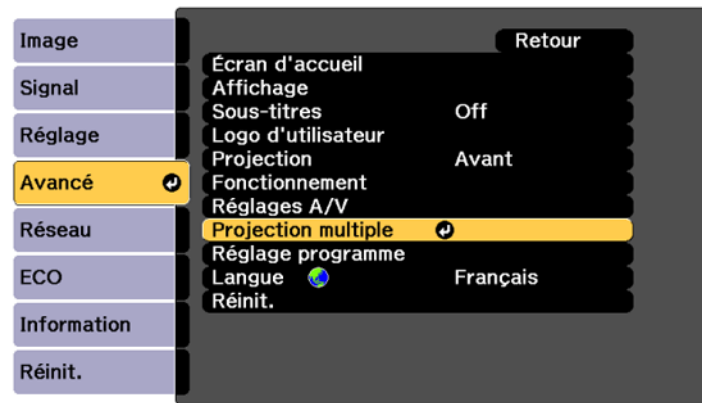 Image
Signal
Réglage
Avancé
Réseau
ECO
Information
Réinit.
Retour
Écran d'accueil
Affichage
Sous-titres Off
Logo d'utilisateur
Projection Avant
Fonctionnement
Réglages A/V
Projection multiple
Réglage programme
Langue Français
Réinit.